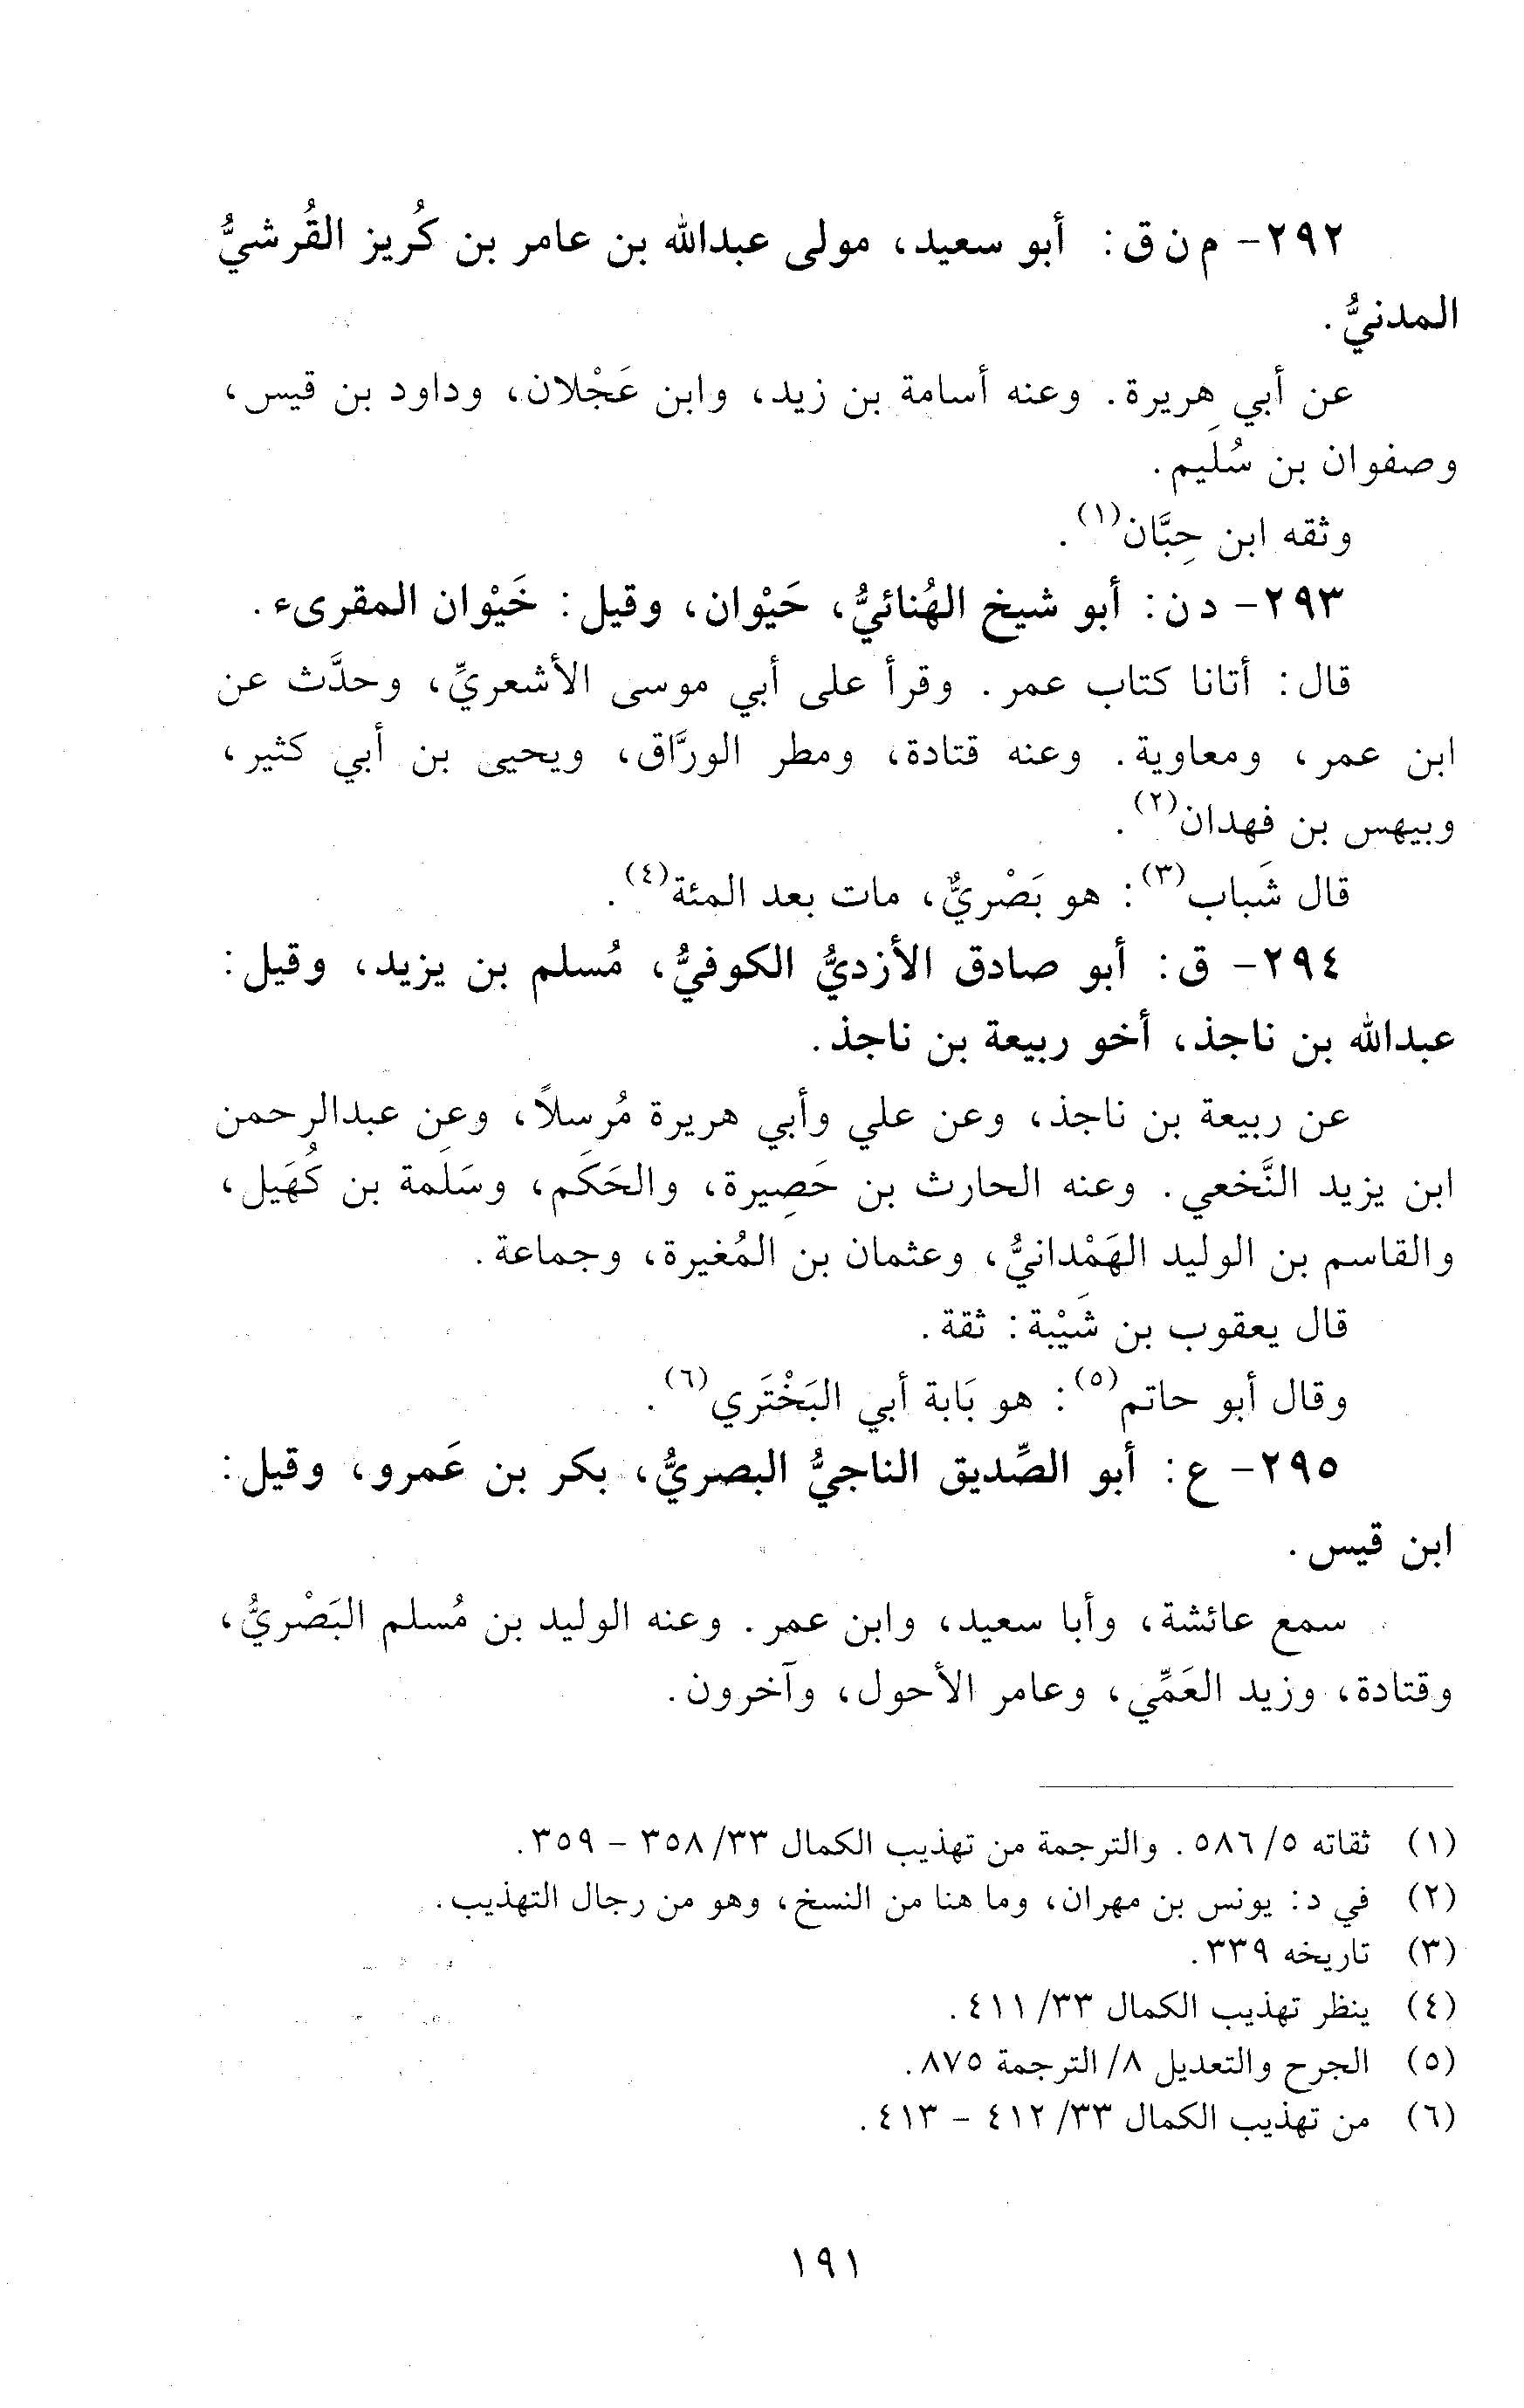 ٢٩٢- م ن ق: أبو سعيد، مولى عبدالله بن عامر بن كُريز القُرشيُّ
المدنيُّ.
عن أبي هريرة. وعنه أسامة بن زيد، وابن عَجْلان، وداود بن قيس،
وصفوان بن سُلَيم.
وثقه ابن حِبَّان(١).
٢٩٣- د ن: أبو شيخ الهُنائيُّ، حَيْوان، وقيل: خَيْوان المقرىء.
قال: أتانا كتاب عمر. وقرأ على أبي موسى الأشعريِّ، وحدَّث عن
ابن عمر، ومعاوية. وعنه قتادة، ومطر الورَّاق، ويحيى بن أبي كثير،
وبيهس بن فهدان(٢).
قال شَباب(٣): هو بَصْريٌّ، مات بعد المئة(٤).
٢٩٤- ق: أبو صادق الأزديُّ الكوفيُّ، مُسلم بن يزيد، وقيل:
عبدالله بن ناجذ، أخو ربيعة بن ناجذ.
عن ربيعة بن ناجذ، وعن علي وأبي هريرة مُرسلاً، وعن عبدالرحمن
ابن يزيد النَّخعي. وعنه الحارث بن حَصِيرة، والحَكَم، وسَلَمة بن كُهَيل،
والقاسم بن الوليد الهَمْدانيُّ، وعثمان بن المُغيرة، وجماعة.
قال يعقوب بن شَيْبة: ثقة.
وقال أبو حاتم(٥): هو بَابة أبي البَخْتَري(٦).
٢٩٥- ع: أبو الصِّديق الناجيُّ البصريُّ، بكر بن عَمرو، وقيل:
ابن قيس.
سمع عائشة، وأبا سعيد، وابن عمر. وعنه الوليد بن مُسلم البَصْريُّ،
وقتادة، وزيد العَمِّي، وعامر الأحول، وآخرون.
(١) ثقاته ٥/ ٥٨٦. والترجمة من تهذيب الكمال ٣٣/ ٣٥٨ - ٣٥٩.
(٢) في د: يونس بن مهران، وما هنا من النسخ، وهو من رجال التهذيب.
(٣) تاريخه ٣٣٩.
(٤) ينظر تهذيب الكمال ٣٣/ ٤١١.
(٥) الجرح والتعديل ٨/ الترجمة ٨٧٥.
(٦) من تهذيب الكمال ٣٣/ ٤١٢ - ٤١٣.
١٩١